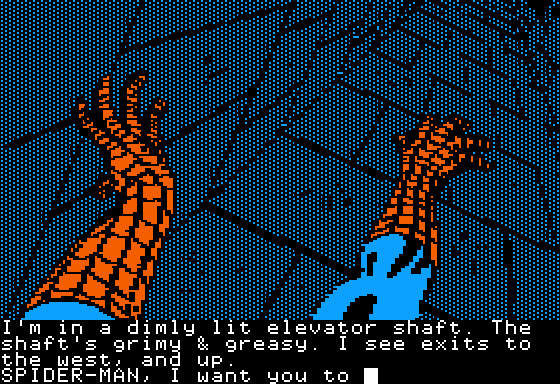 I'm in a dimly lit elevator shaft. The
shaft's grimy & greasy. I see exits to
the west, and up.
SPIDER-MAN, I want you to